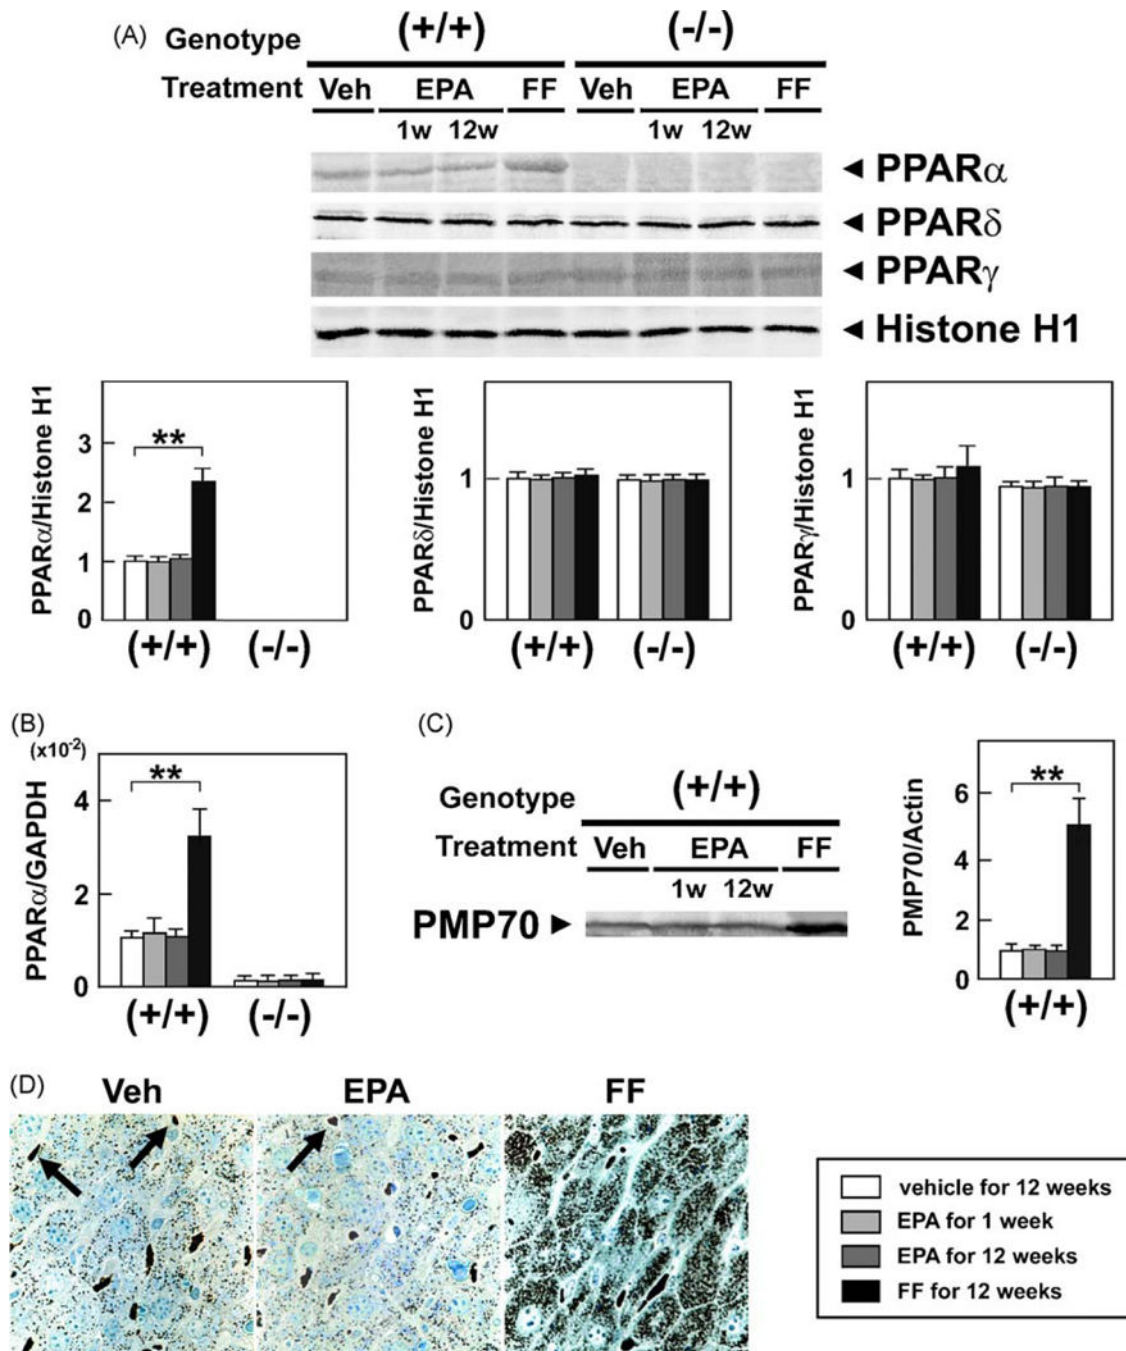 (A) Genotype (+/+) (-/-)
Treatment Veh EPA FF Veh EPA FF
1w 12w 1w 12w
◄ PPARα
◄ PPARδ
◄ PPARγ
◄ Histone H1
PPARα/Histone H1
3
2
1
0
**
(+/+) (-/-)
PPARδ/Histone H1
1
0
(+/+) (-/-)
PPARγ/Histone H1
1
0
(+/+) (-/-)
(B)
(x10-2)
PPARα/GAPDH
4
2
0
**
(+/+) (-/-)
(C)
Genotype (+/+)
Treatment Veh EPA FF
1w 12w
PMP70 ►
PMP70/Actin
6
4
2
0
**
(+/+)
(D) Veh EPA FF
vehicle for 12 weeks
EPA for 1 week
EPA for 12 weeks
FF for 12 weeks